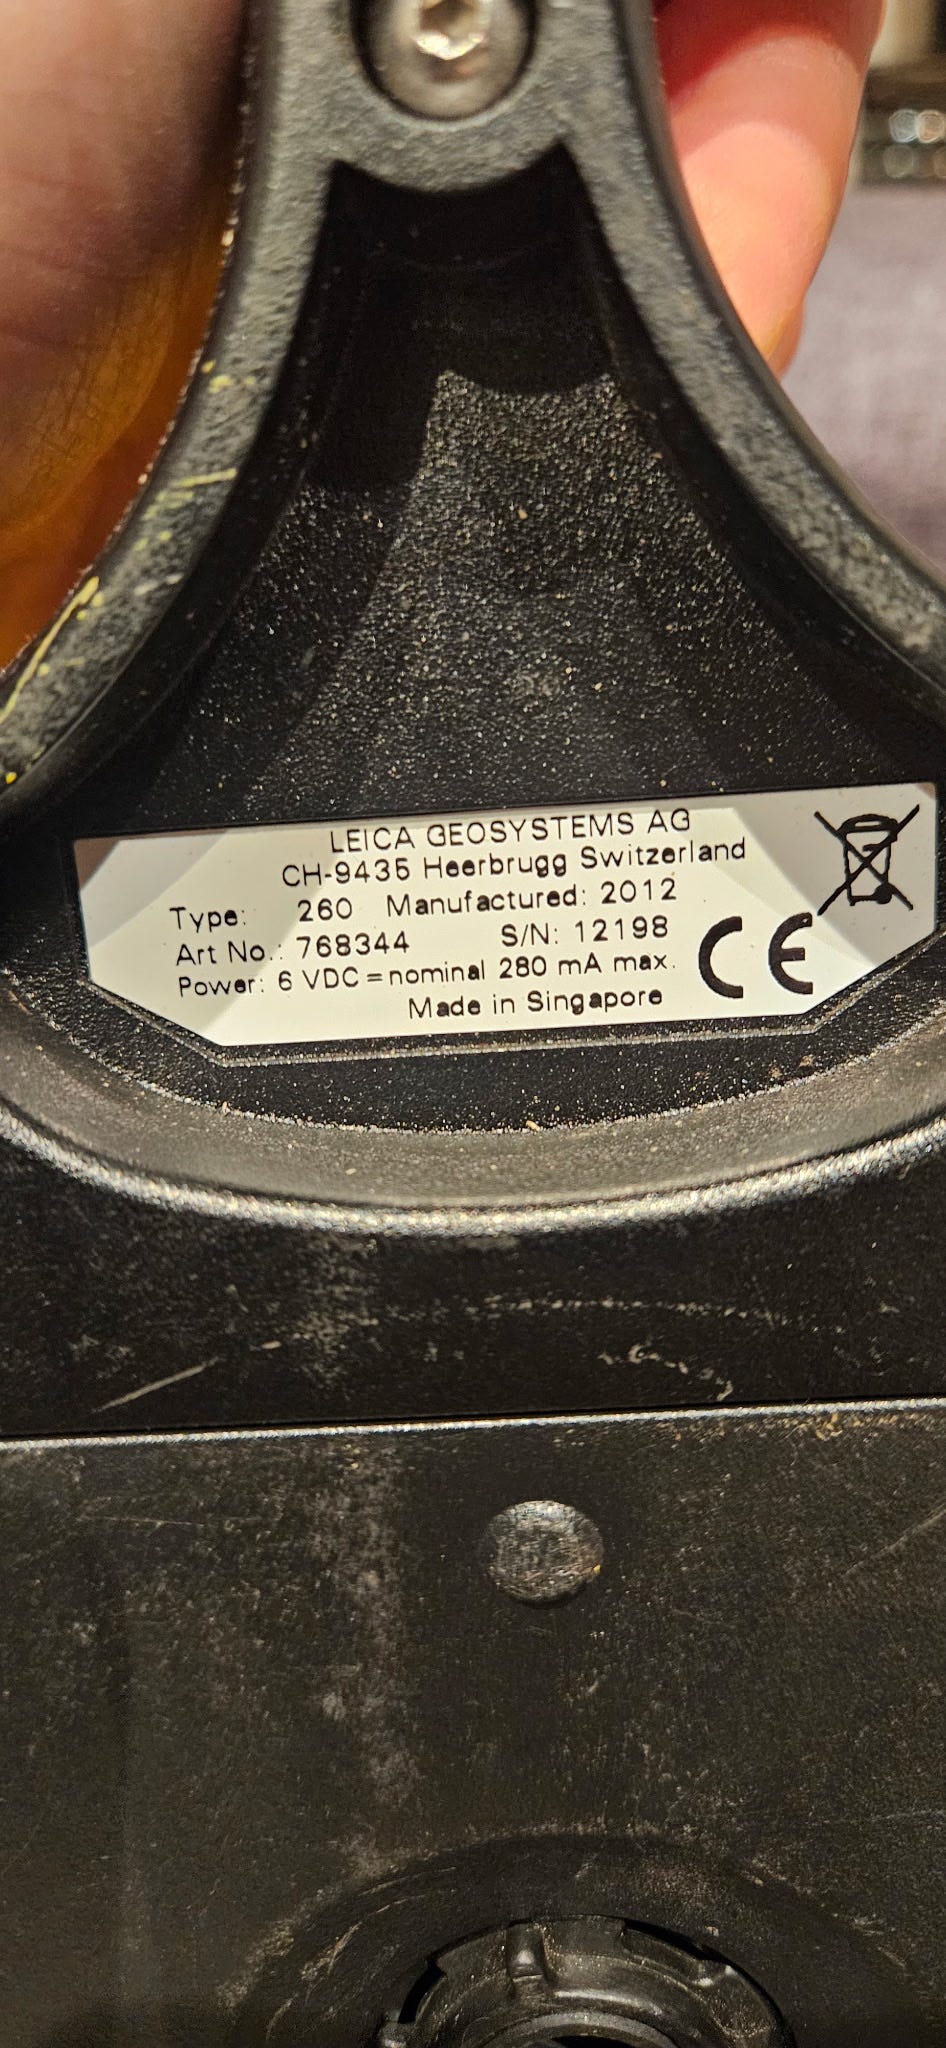 LEICA GEOSYSTEMS AG
CH-9435 Heerbrugg Switzerland
Type: 260 Manufactured: 2012
Art No.: 768344 S/N: 12198
Power: 6 VDC = nominal 280 mA max.
Made in Singapore
CE